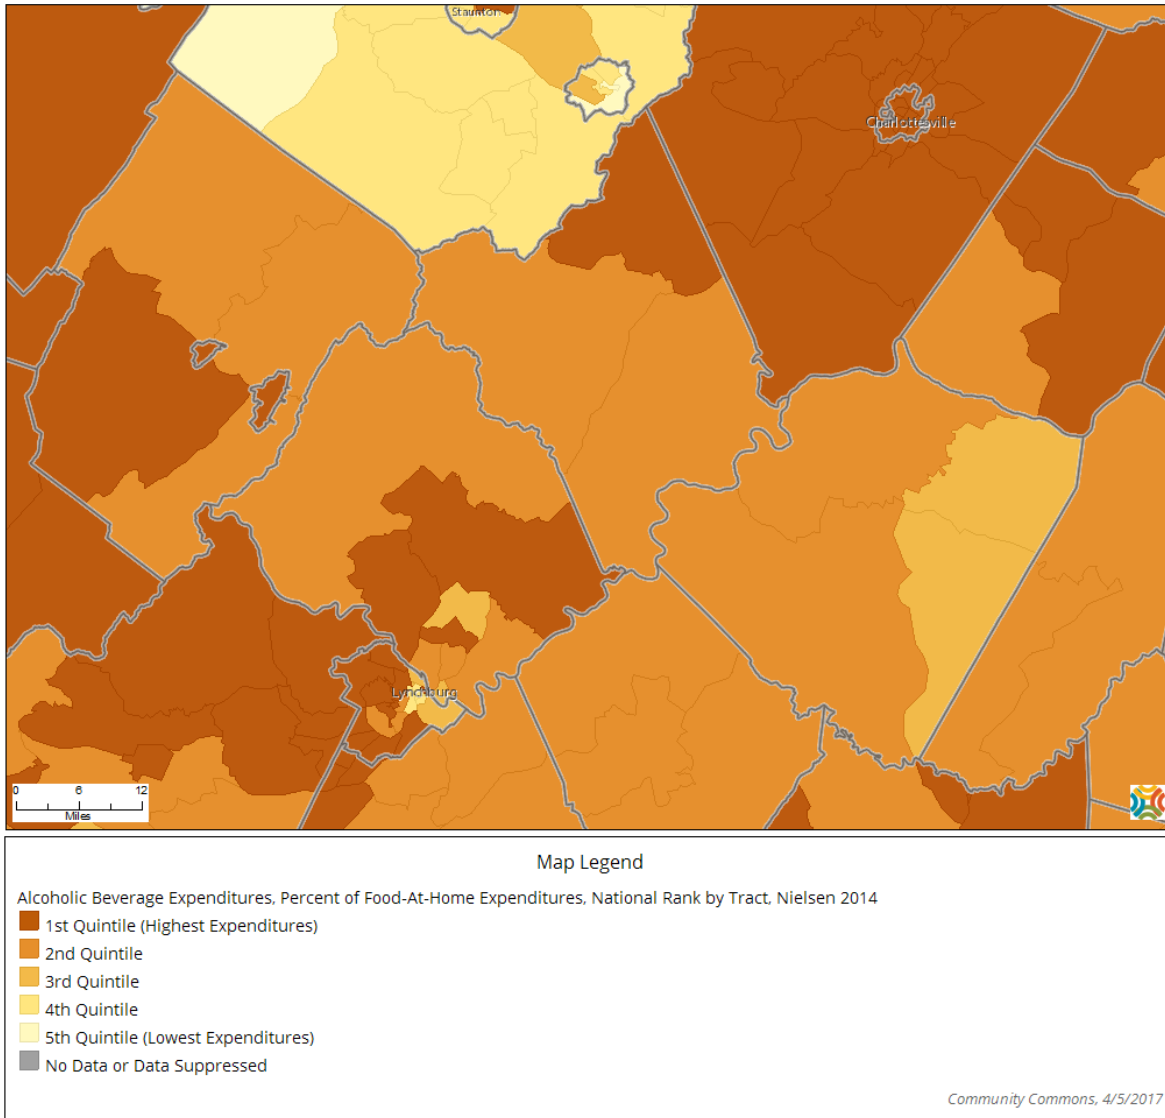 Staunton
Charlottesville
Lynchburg
0 6 12
Miles
Map Legend
Alcoholic Beverage Expenditures, Percent of Food-At-Home Expenditures, National Rank by Tract, Nielsen 2014
1st Quintile (Highest Expenditures)
2nd Quintile
3rd Quintile
4th Quintile
5th Quintile (Lowest Expenditures)
No Data or Data Suppressed
Community Commons, 4/5/2017